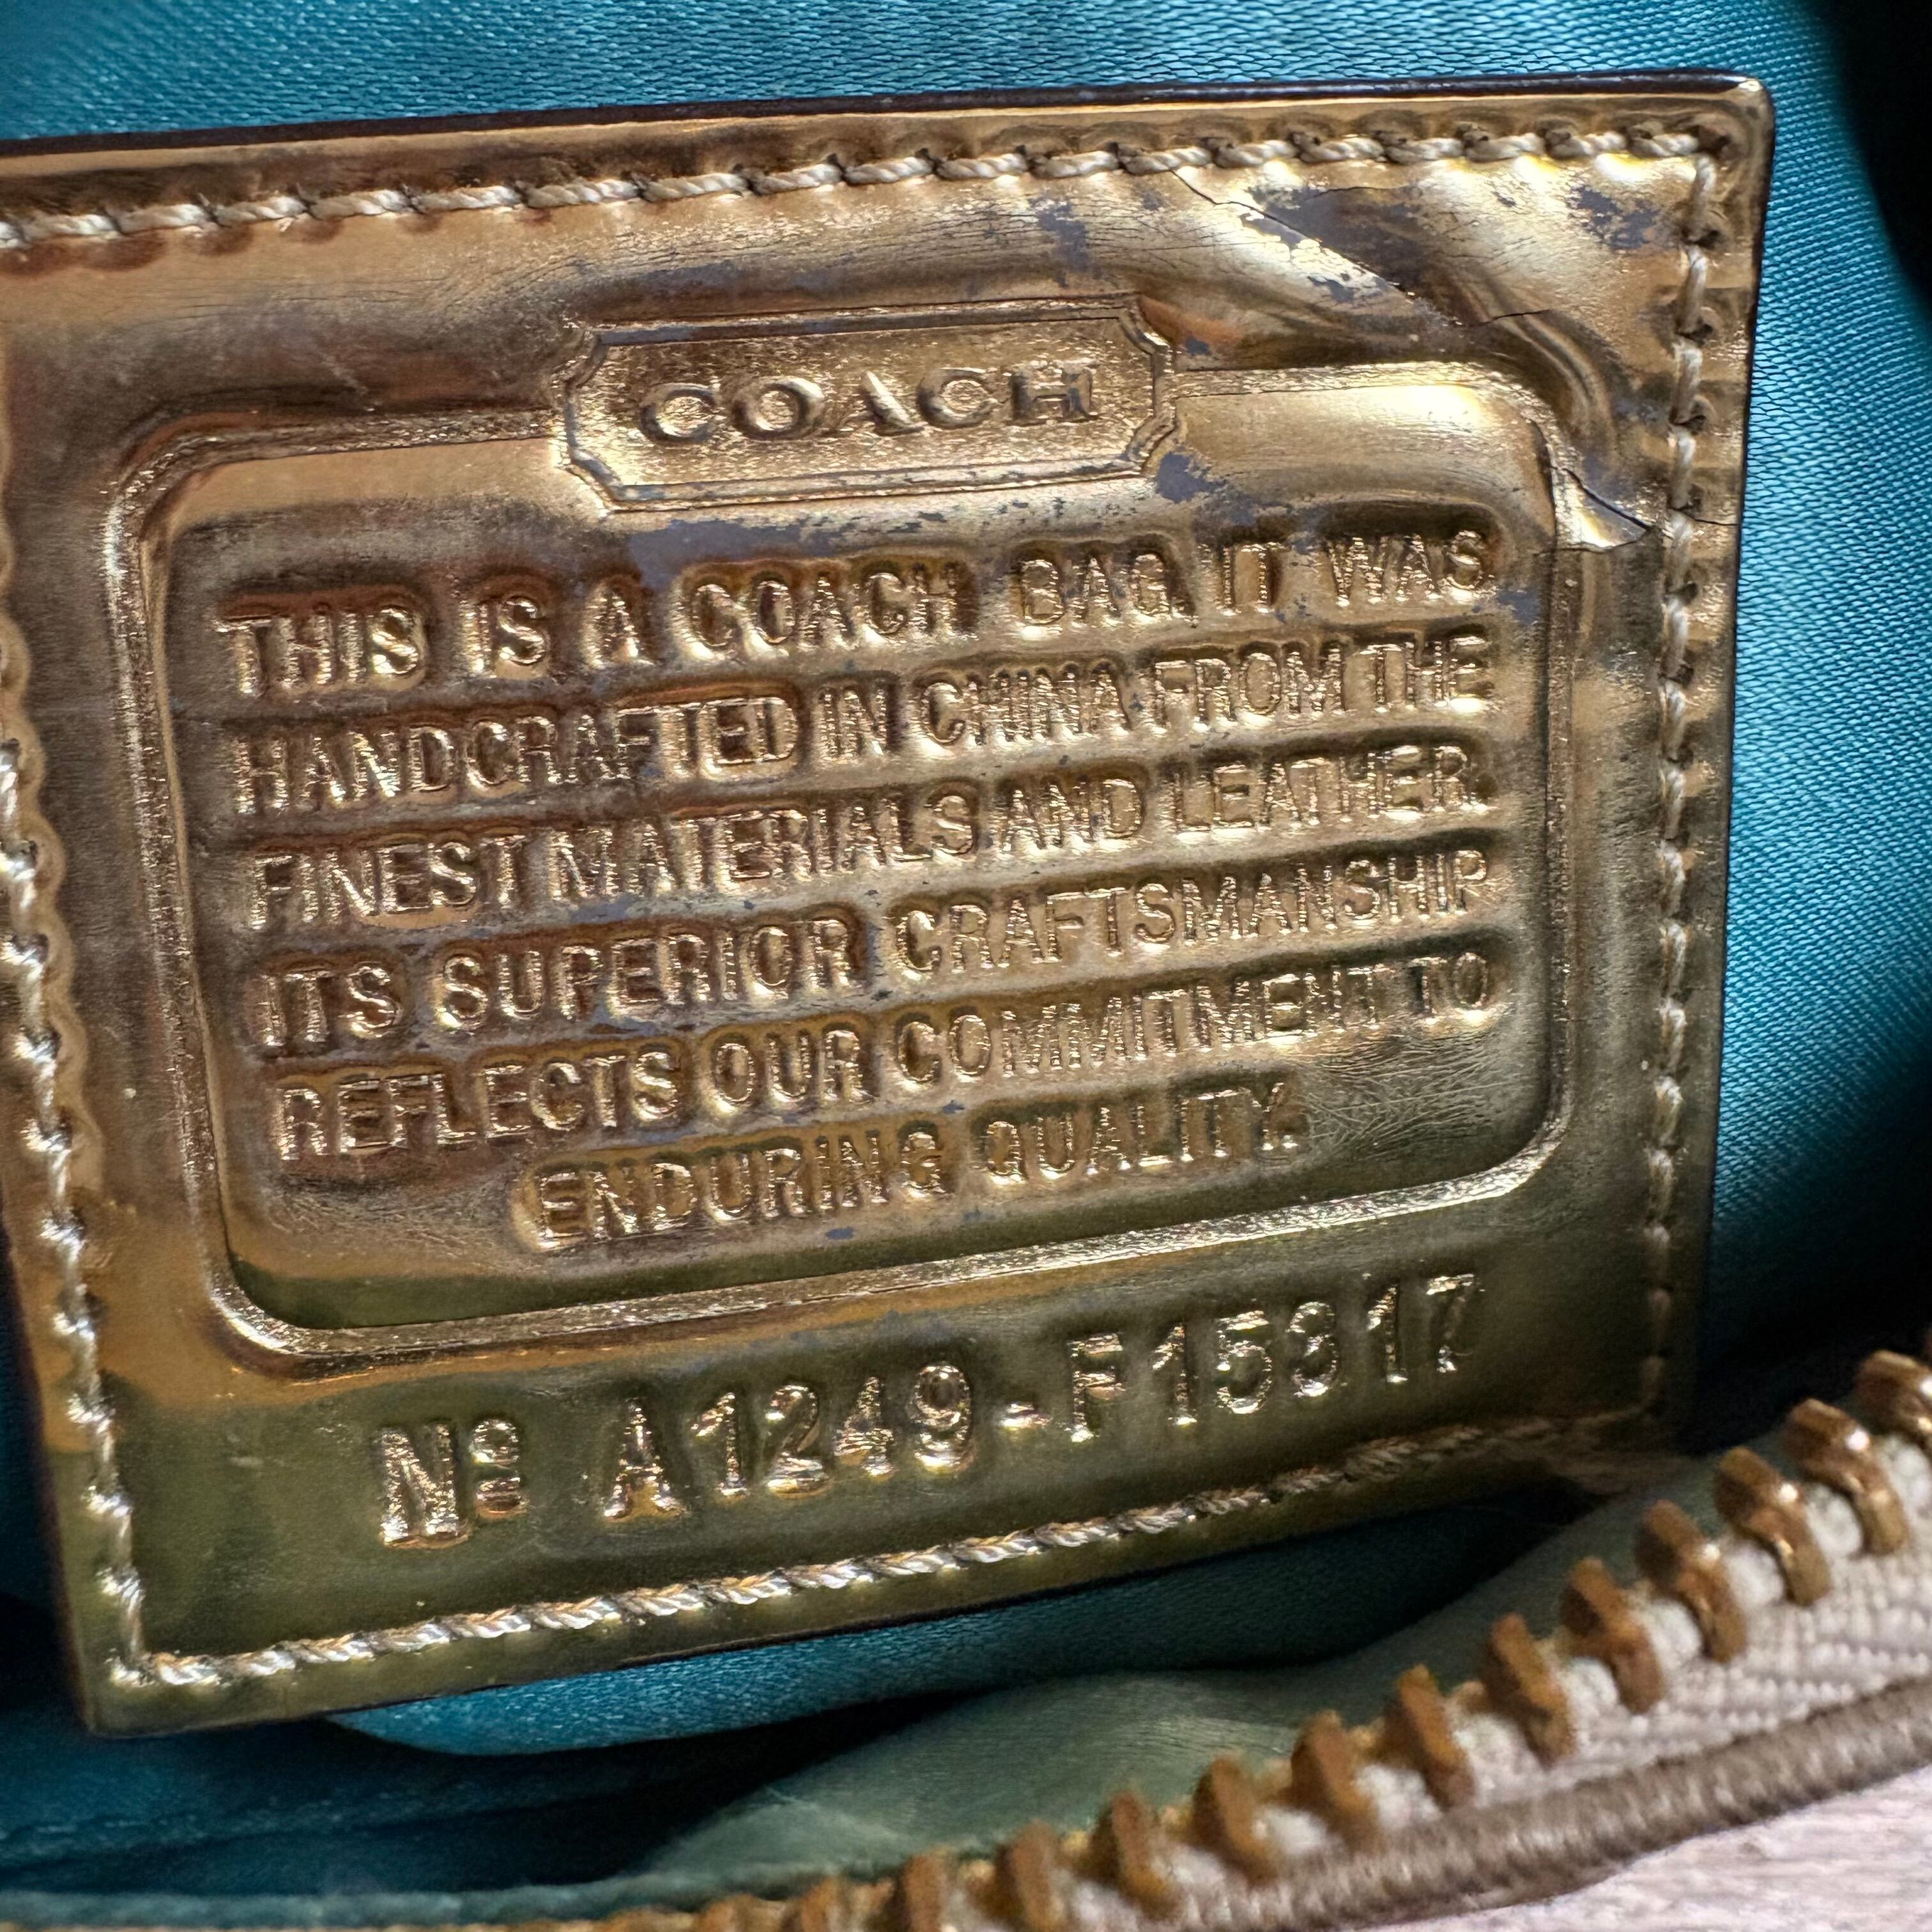 COACH
THIS IS A COACH BAG. IT WAS
HANDCRAFTED IN CHINA FROM THE
FINEST MATERIALS AND LEATHER.
ITS SUPERIOR CRAFTSMANSHIP
REFLECTS OUR COMMITMENT TO
ENDURING QUALITY.
Nº A1249-F15317